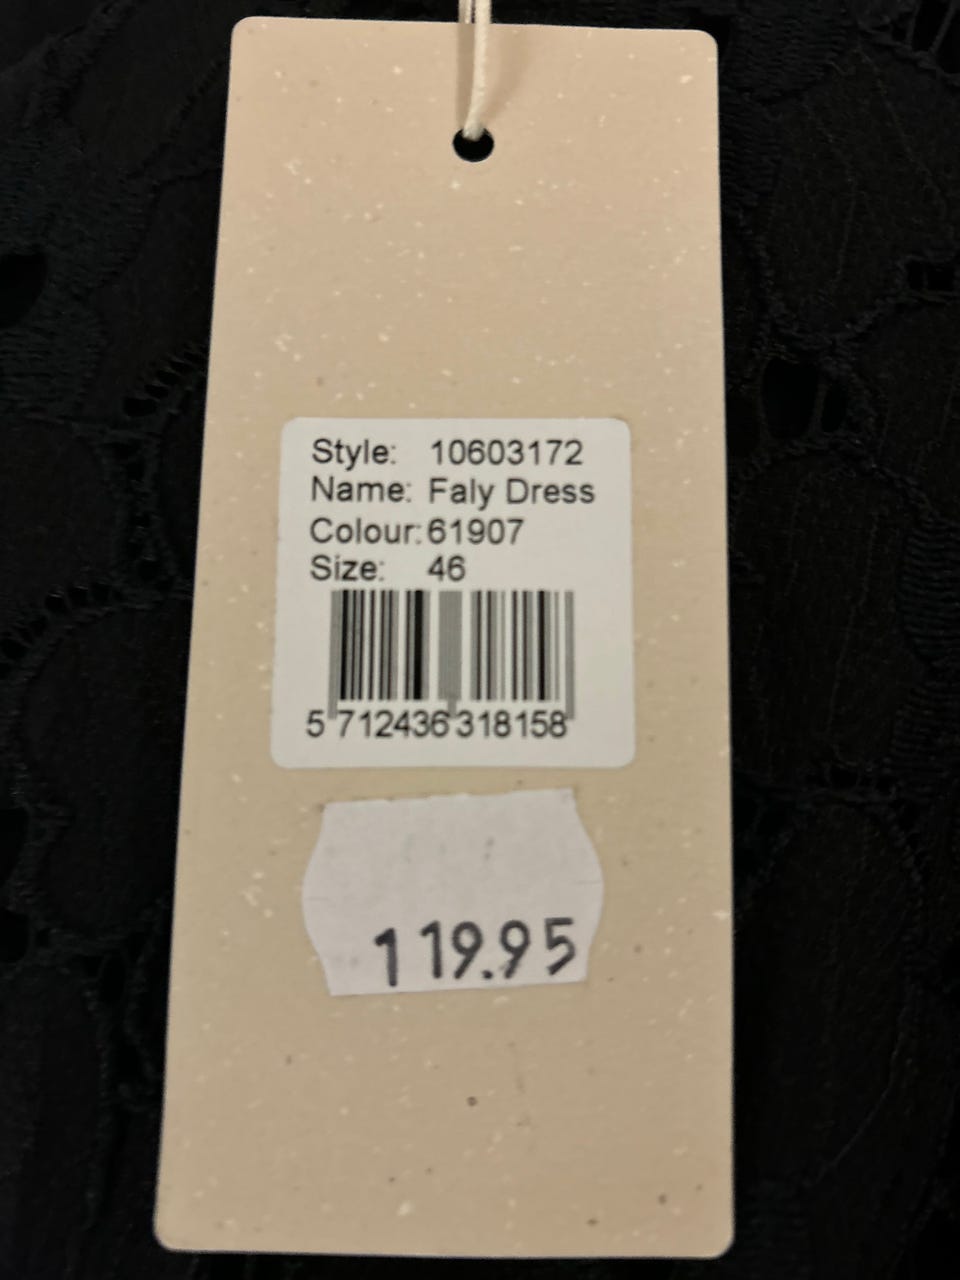 Style: 10603172
Name: Faly Dress
Colour: 61907
Size: 46
5 712436 318158
119.95